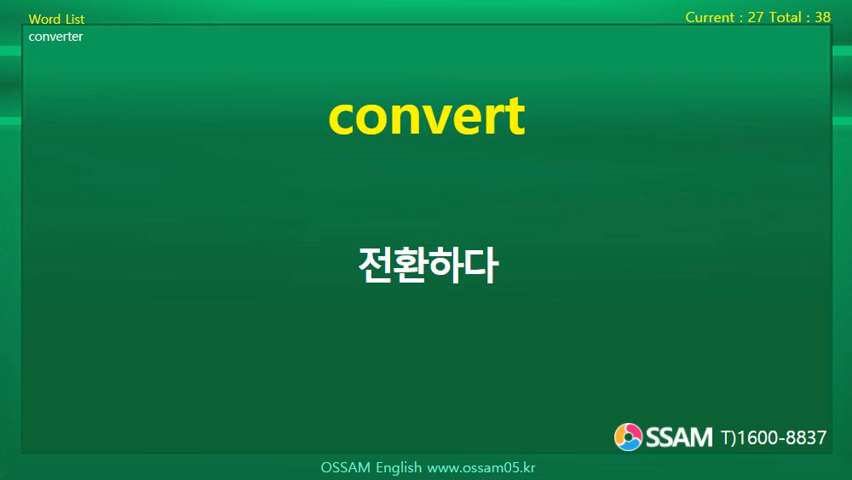 Word List
Current : 27 Total : 38
converter
convert
전환하다
OSSAM T)1600-8837
OSSAM English www.ossam05.kr